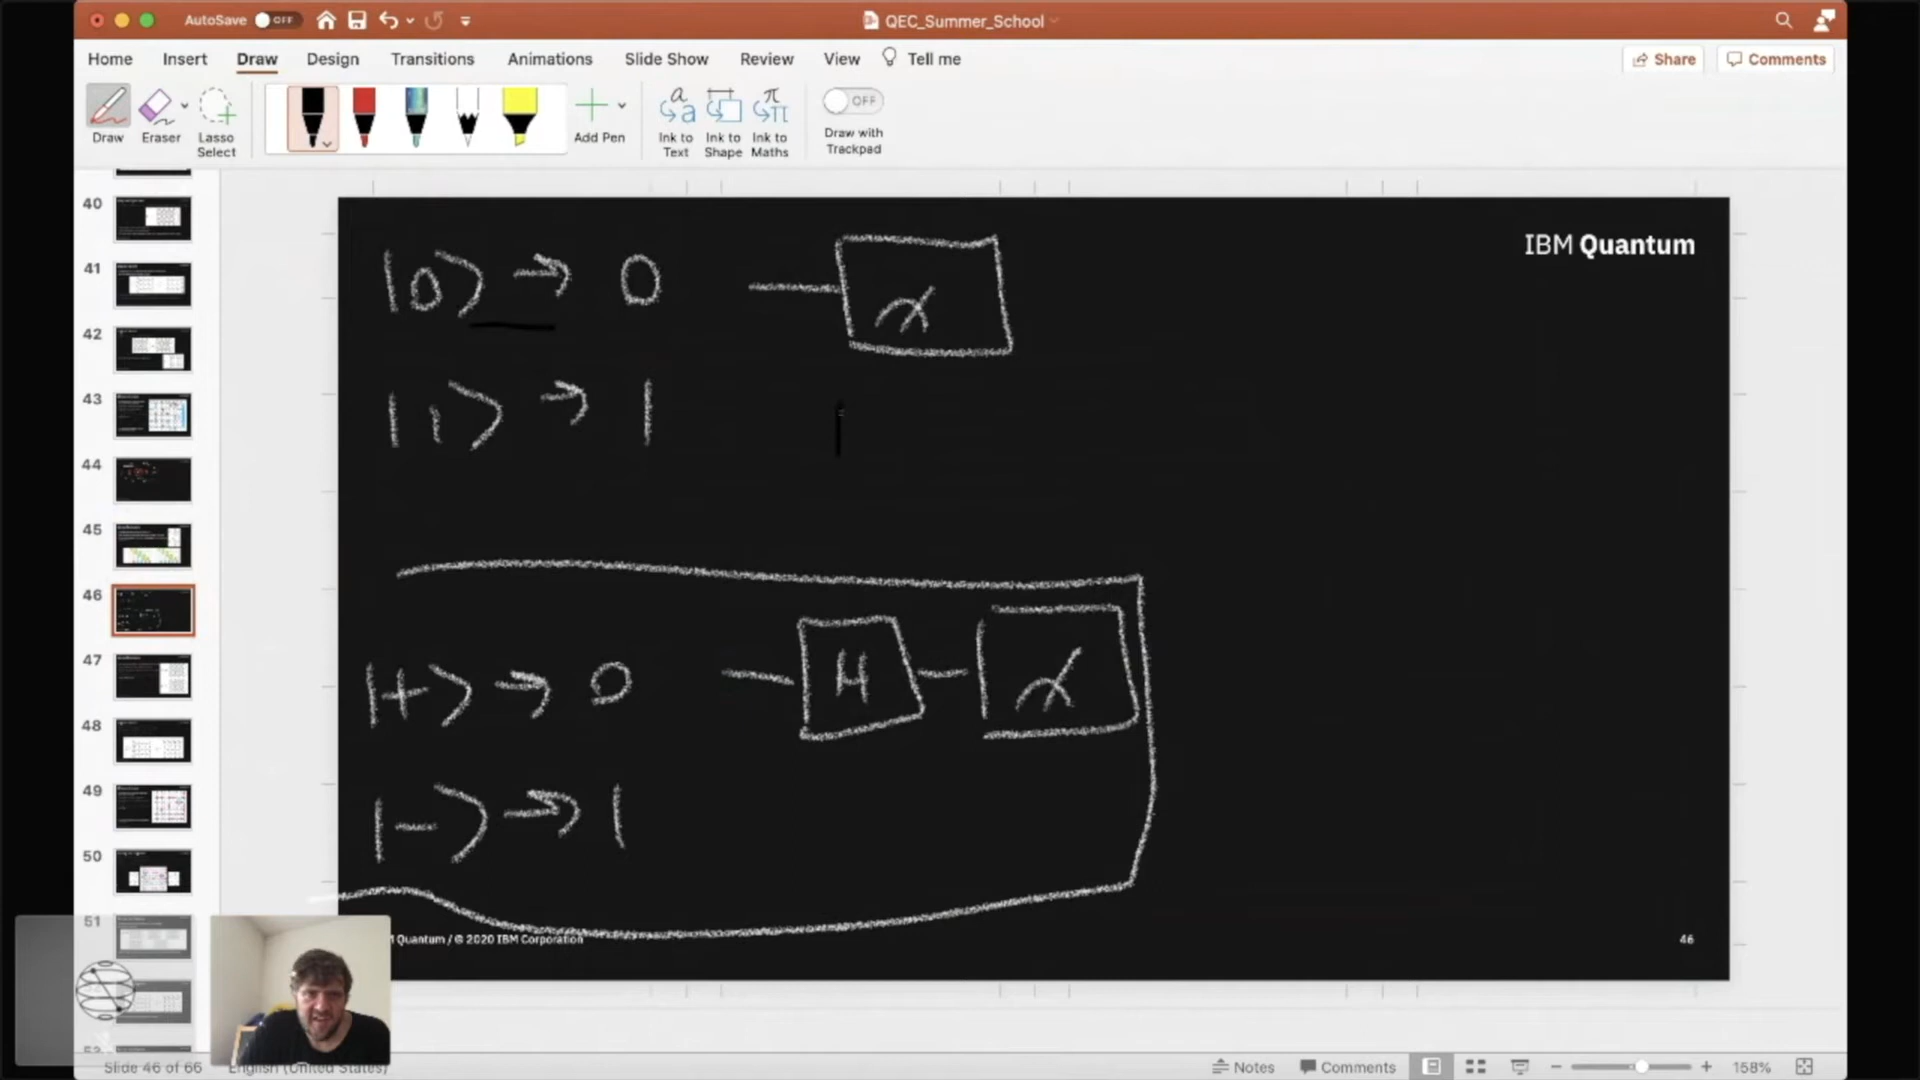 AutoSave OFF
QEC_Summer_School
Home Insert Draw Design Transitions Animations Slide Show Review View Tell me
Share Comments
Draw
Eraser
Lasso
Select
Add Pen
Ink to
Text
Ink to
Shape
Ink to
Maths
OFF
Draw with
Trackpad
40
41
42
43
44
45
46
47
48
49
50
51
IBM Quantum
|0⟩ → 0
|1⟩ → 1
|+⟩ → 0 H
|−⟩ → 1
Quantum / © 2020 IBM Corporation
46
Slide 46 of 66
English (United States)
Notes Comments
158%